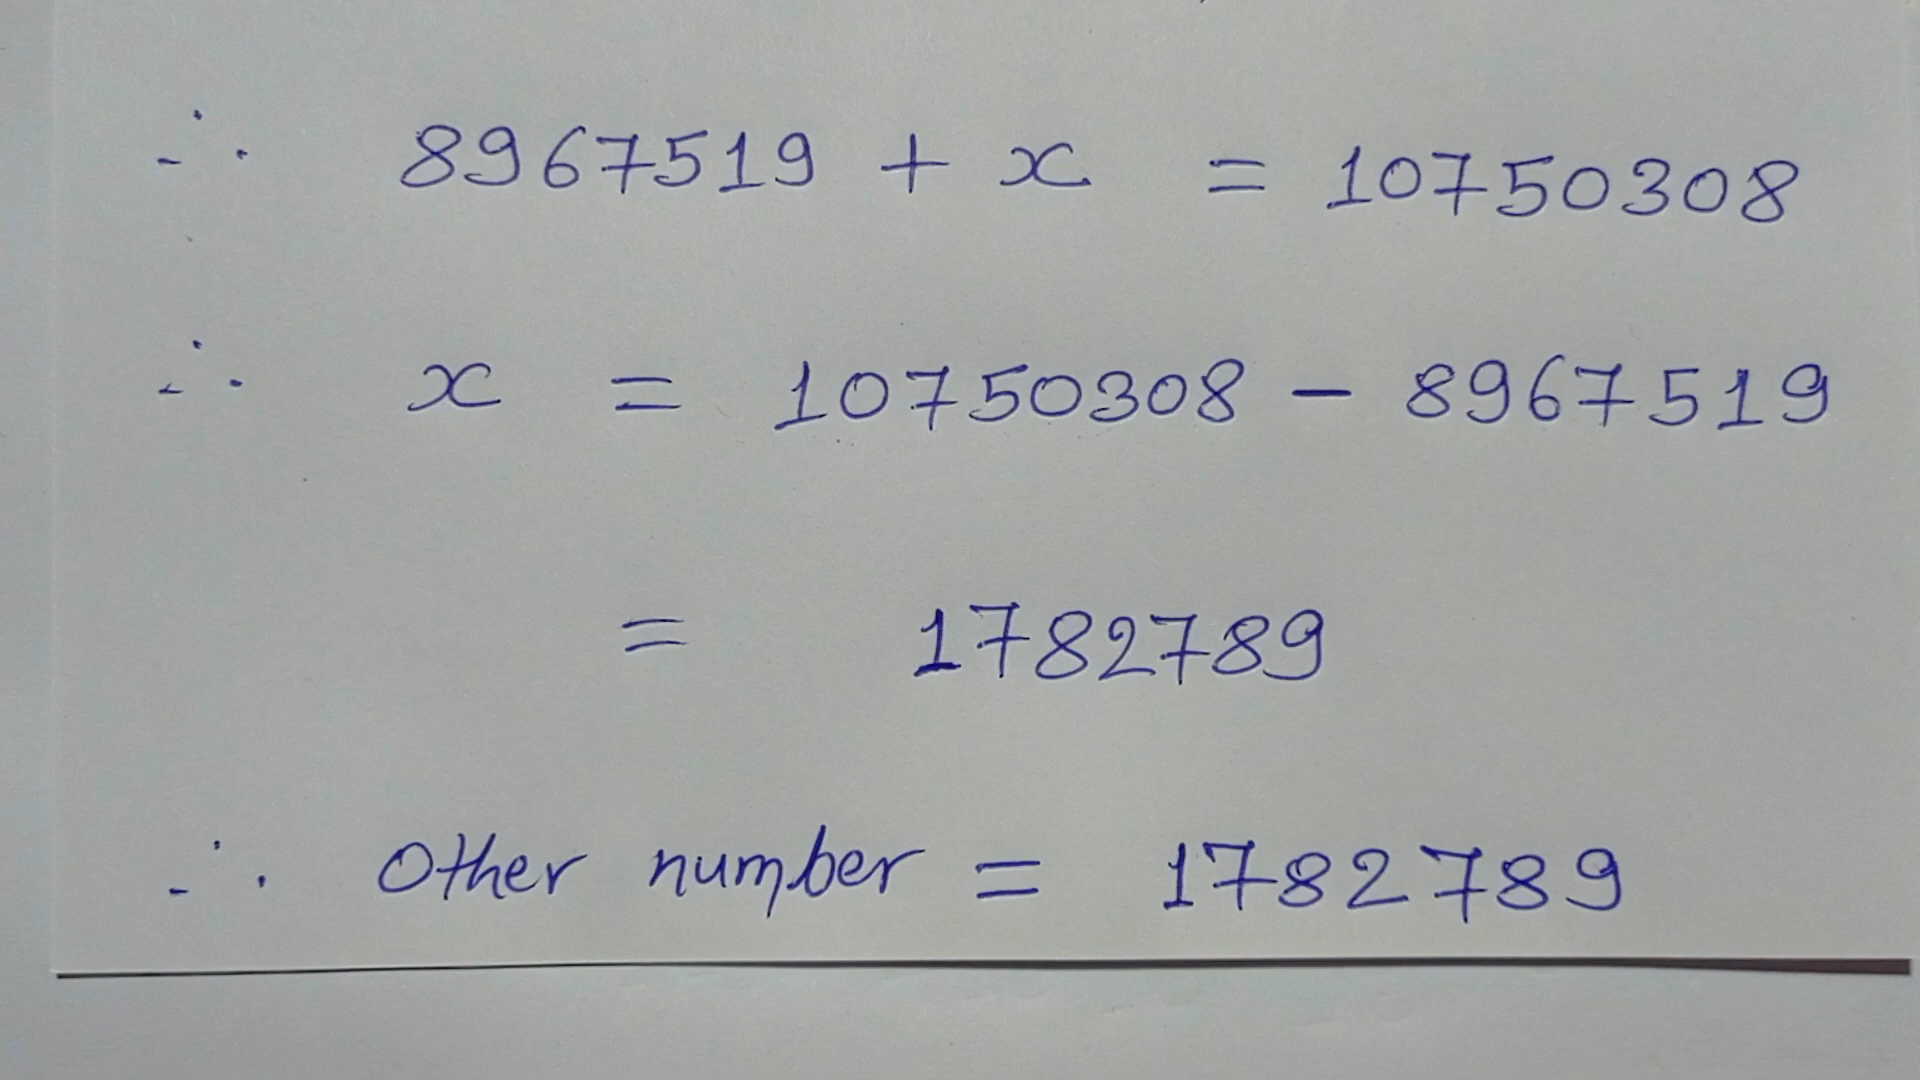 ∴ 8967519 + x = 10750308
∴ x = 10750308 - 8967519
= 1782789
∴ Other number = 1782789